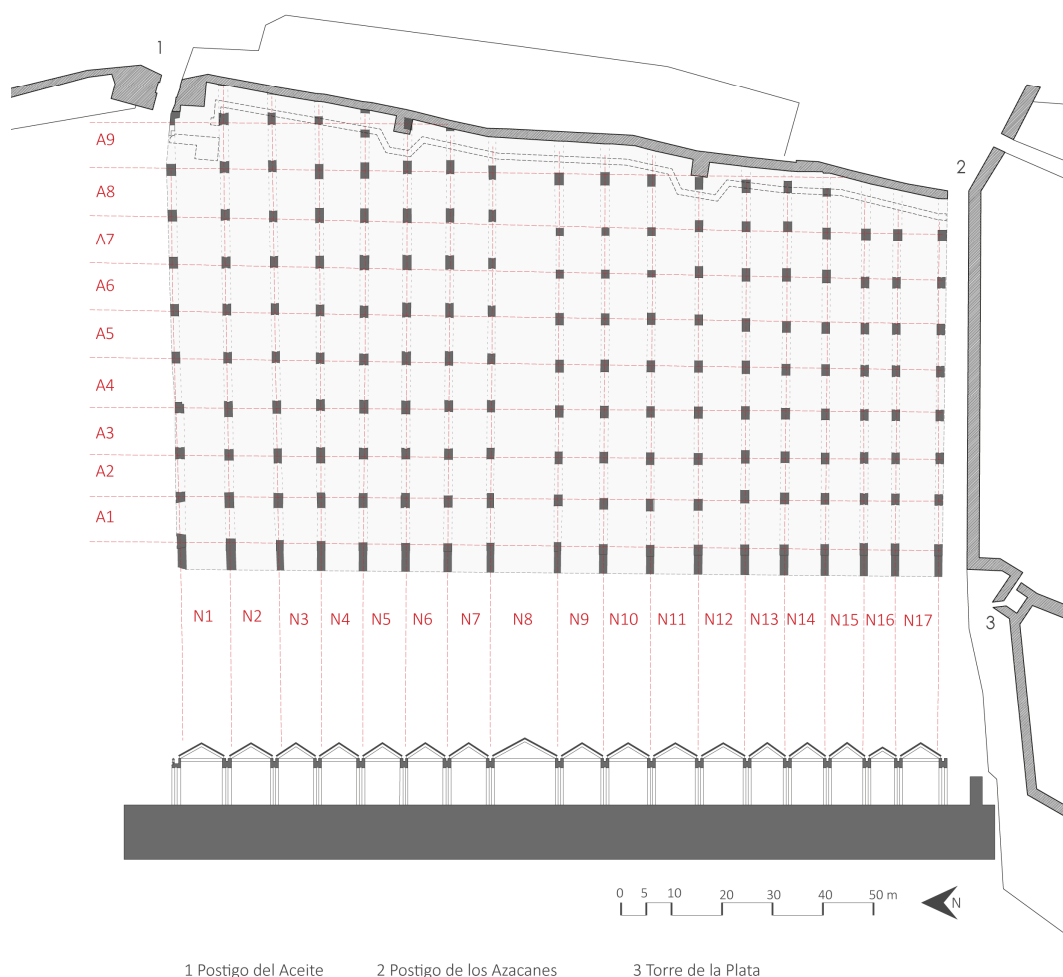 1
A9
A8
A7
A6
A5
A4
A3
A2
A1
2
3
N1 N2 N3 N4 N5 N6 N7 N8 N9 N10 N11 N12 N13 N14 N15 N16 N17
0 5 10 20 30 40 50 m
N
1 Postigo del Aceite 2 Postigo de los Azacanes 3 Torre de la Plata